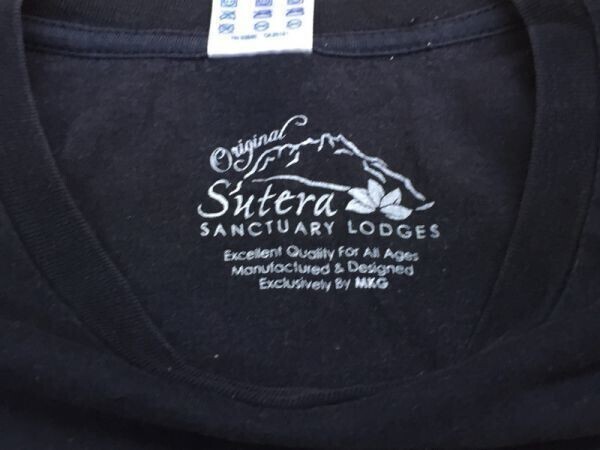 Original
Sutera
SANCTUARY LODGES
Excellent Quality For All Ages
Manufactured & Designed
Exclusively By MKG